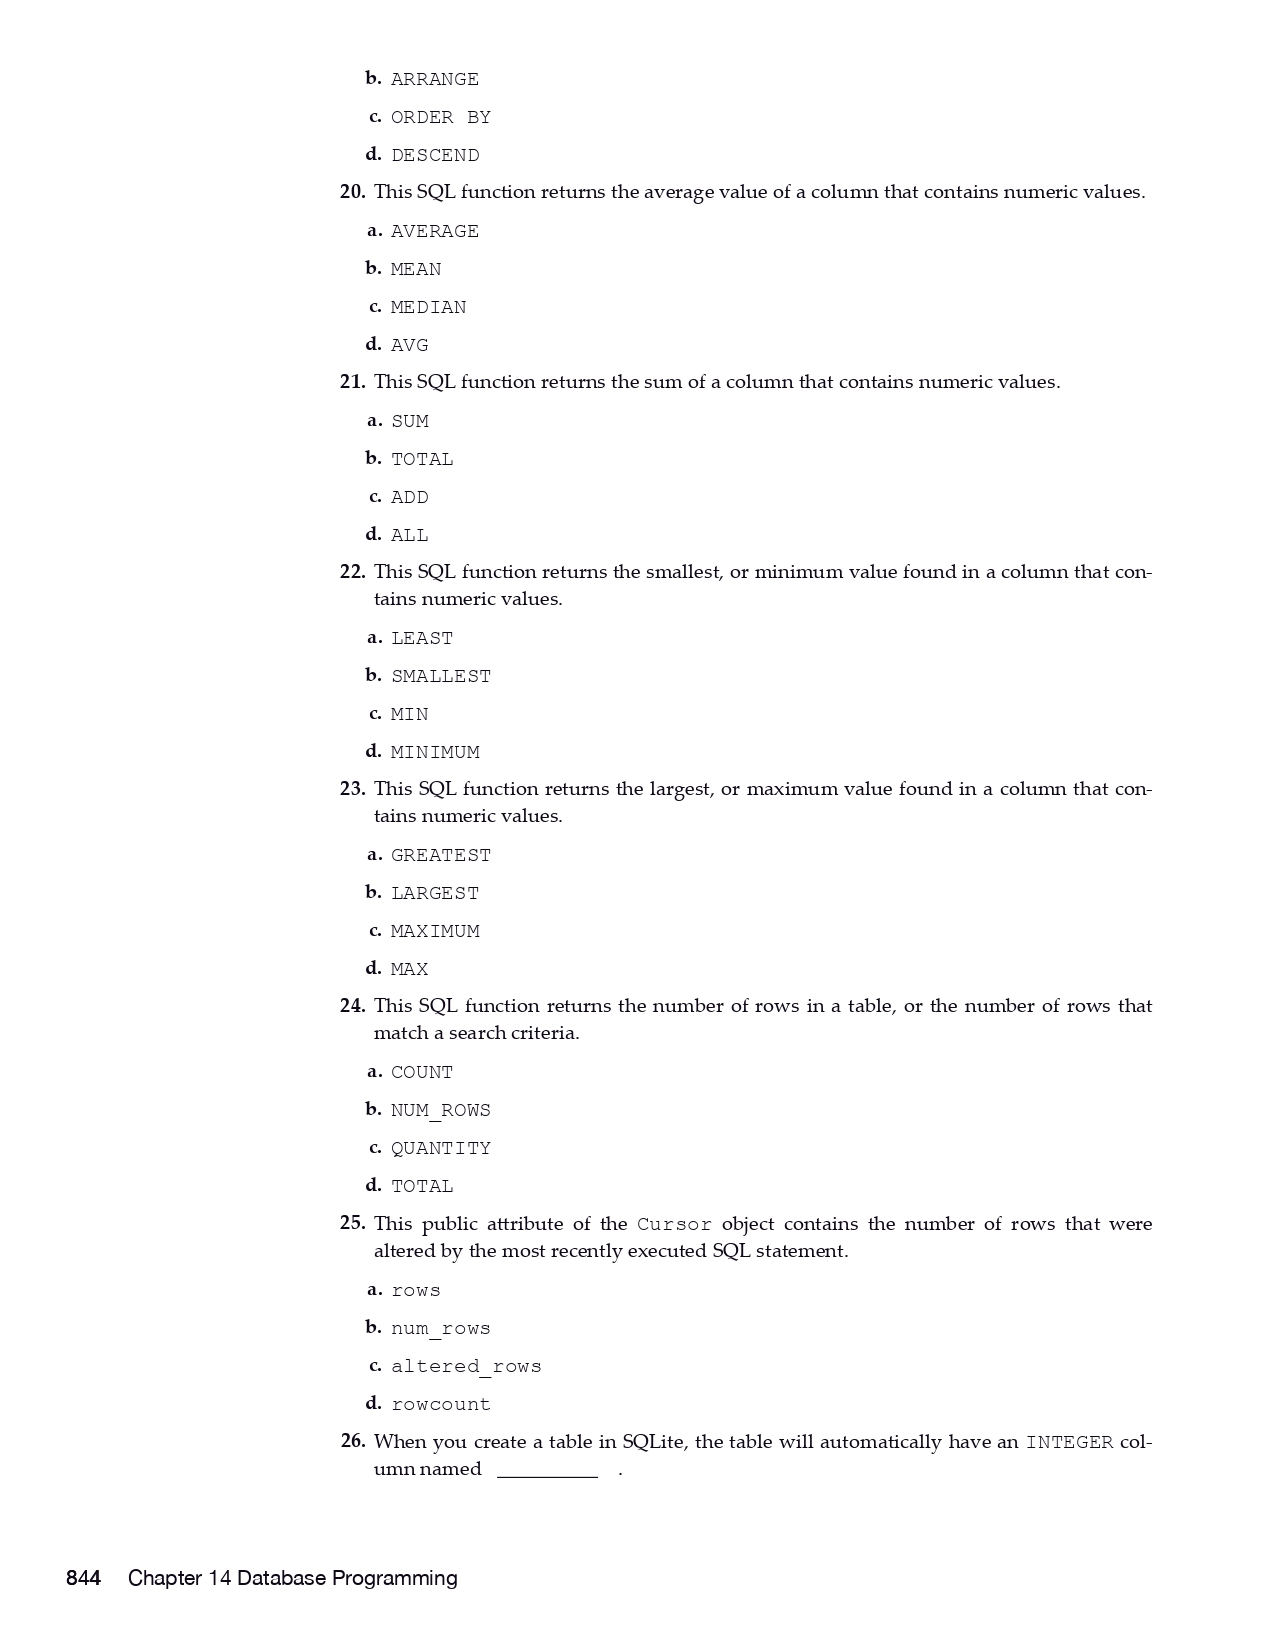 b. ARRANGE
c. ORDER BY
d. DESCEND
20. This SQL function returns the average value of a column that contains numeric values.
a. AVERAGE
b. MEAN
c. MEDIAN
d. AVG
21. This SQL function returns the sum of a column that contains numeric values.
a. SUM
b. TOTAL
c. ADD
d. ALL
22. This SQL function returns the smallest, or minimum value found in a column that con-
tains numeric values.
a. LEAST
b. SMALLEST
c. MIN
d. MINIMUM
23. This SQL function returns the largest, or maximum value found in a column that con-
tains numeric values.
a. GREATEST
b. LARGEST
c. MAXIMUM
d. MAX
24. This SQL function returns the number of rows in a table, or the number of rows that
match a search criteria.
a. COUNT
b. NUM_ROWS
c. QUANTITY
d. TOTAL
25. This public attribute of the Cursor object contains the number of rows that were
altered by the most recently executed SQL statement.
a. rows
b. num_rows
c. altered_rows
d. rowcount
26. When you create a table in SQLite, the table will automatically have an INTEGER col-
umn named __________ .
844 Chapter 14 Database Programming